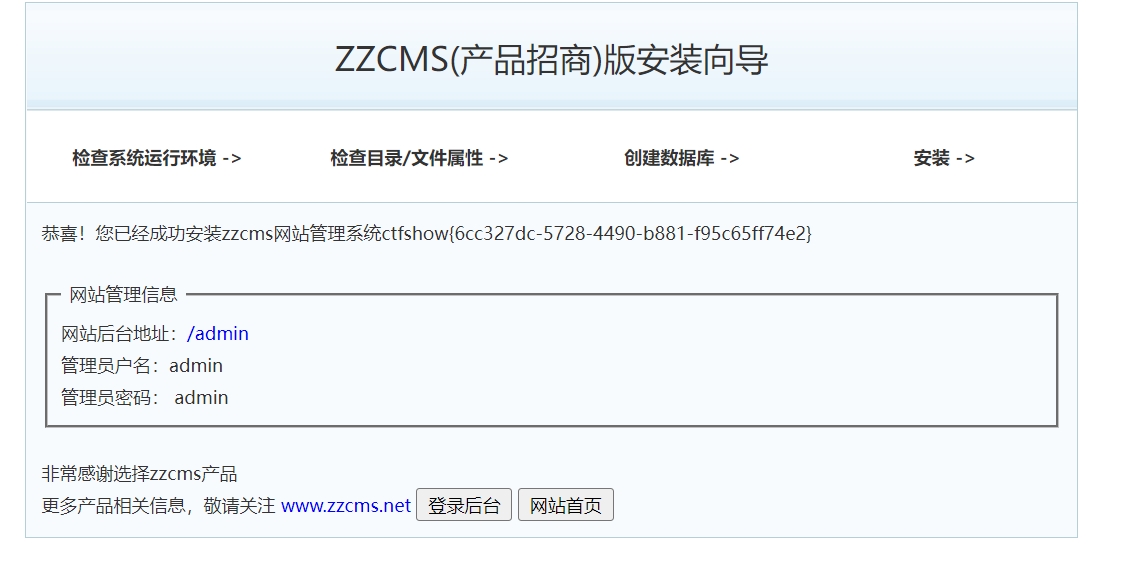 ZZCMS(产品招商)版安装向导
检查系统运行环境 -> 检查目录/文件属性 -> 创建数据库 -> 安装 ->
恭喜！您已经成功安装zzcms网站管理系统ctfshow{6cc327dc-5728-4490-b881-f95c65ff74e2}
网站管理信息
网站后台地址：/admin
管理员户名：admin
管理员密码： admin
非常感谢选择zzcms产品
更多产品相关信息，敬请关注 www.zzcms.net 登录后台 网站首页